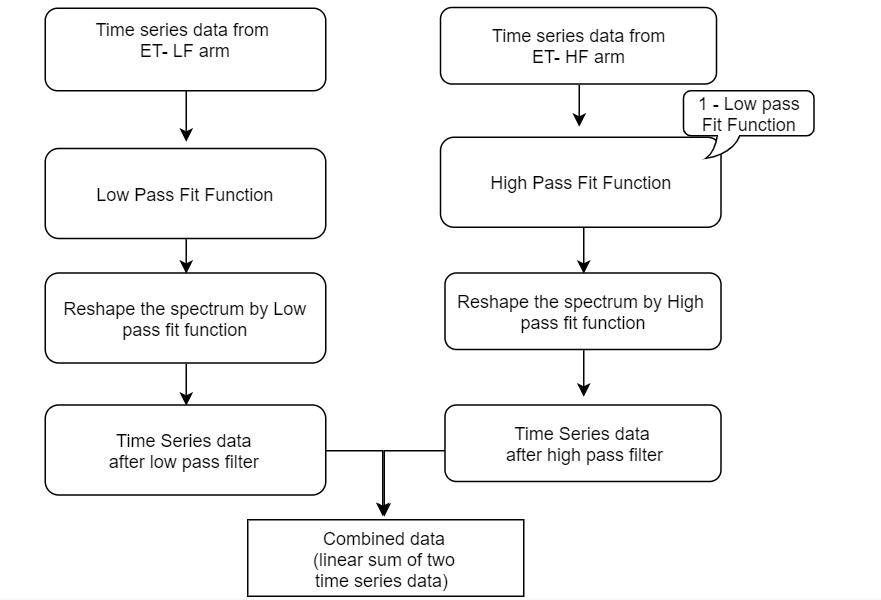 Time series data from
ET- LF arm
Time series data from
ET- HF arm
1 - Low pass
Fit Function
Low Pass Fit Function
High Pass Fit Function
Reshape the spectrum by Low
pass fit function
Reshape the spectrum by High
pass fit function
Time Series data
after low pass filter
Time Series data
after high pass filter
Combined data
(linear sum of two
time series data)